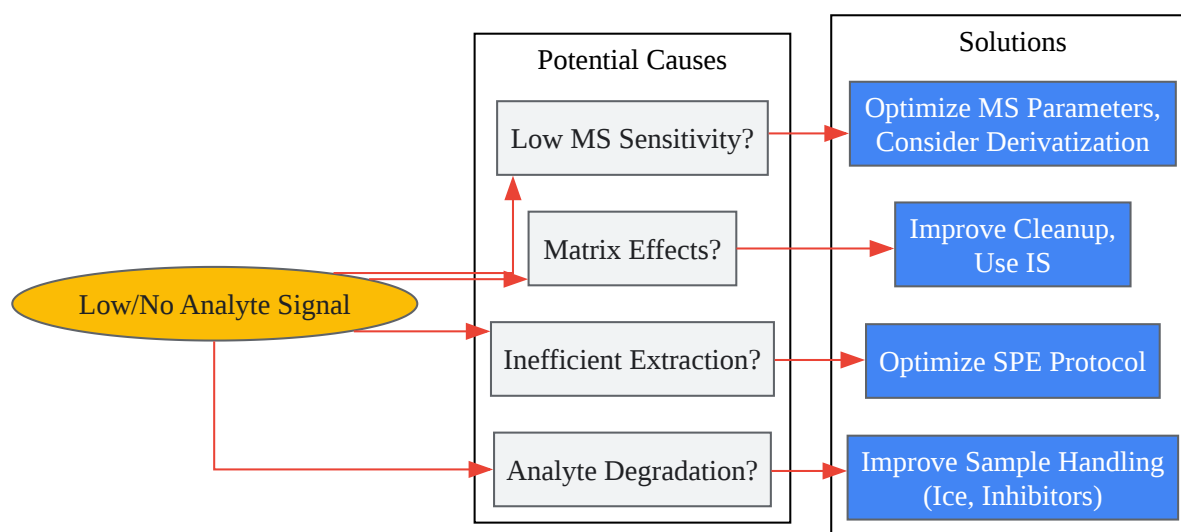 Potential Causes
Solutions
Low MS Sensitivity?
Optimize MS Parameters,
Consider Derivatization
Matrix Effects?
Improve Cleanup,
Use IS
Low/No Analyte Signal
Inefficient Extraction?
Optimize SPE Protocol
Analyte Degradation?
Improve Sample Handling
(Ice, Inhibitors)